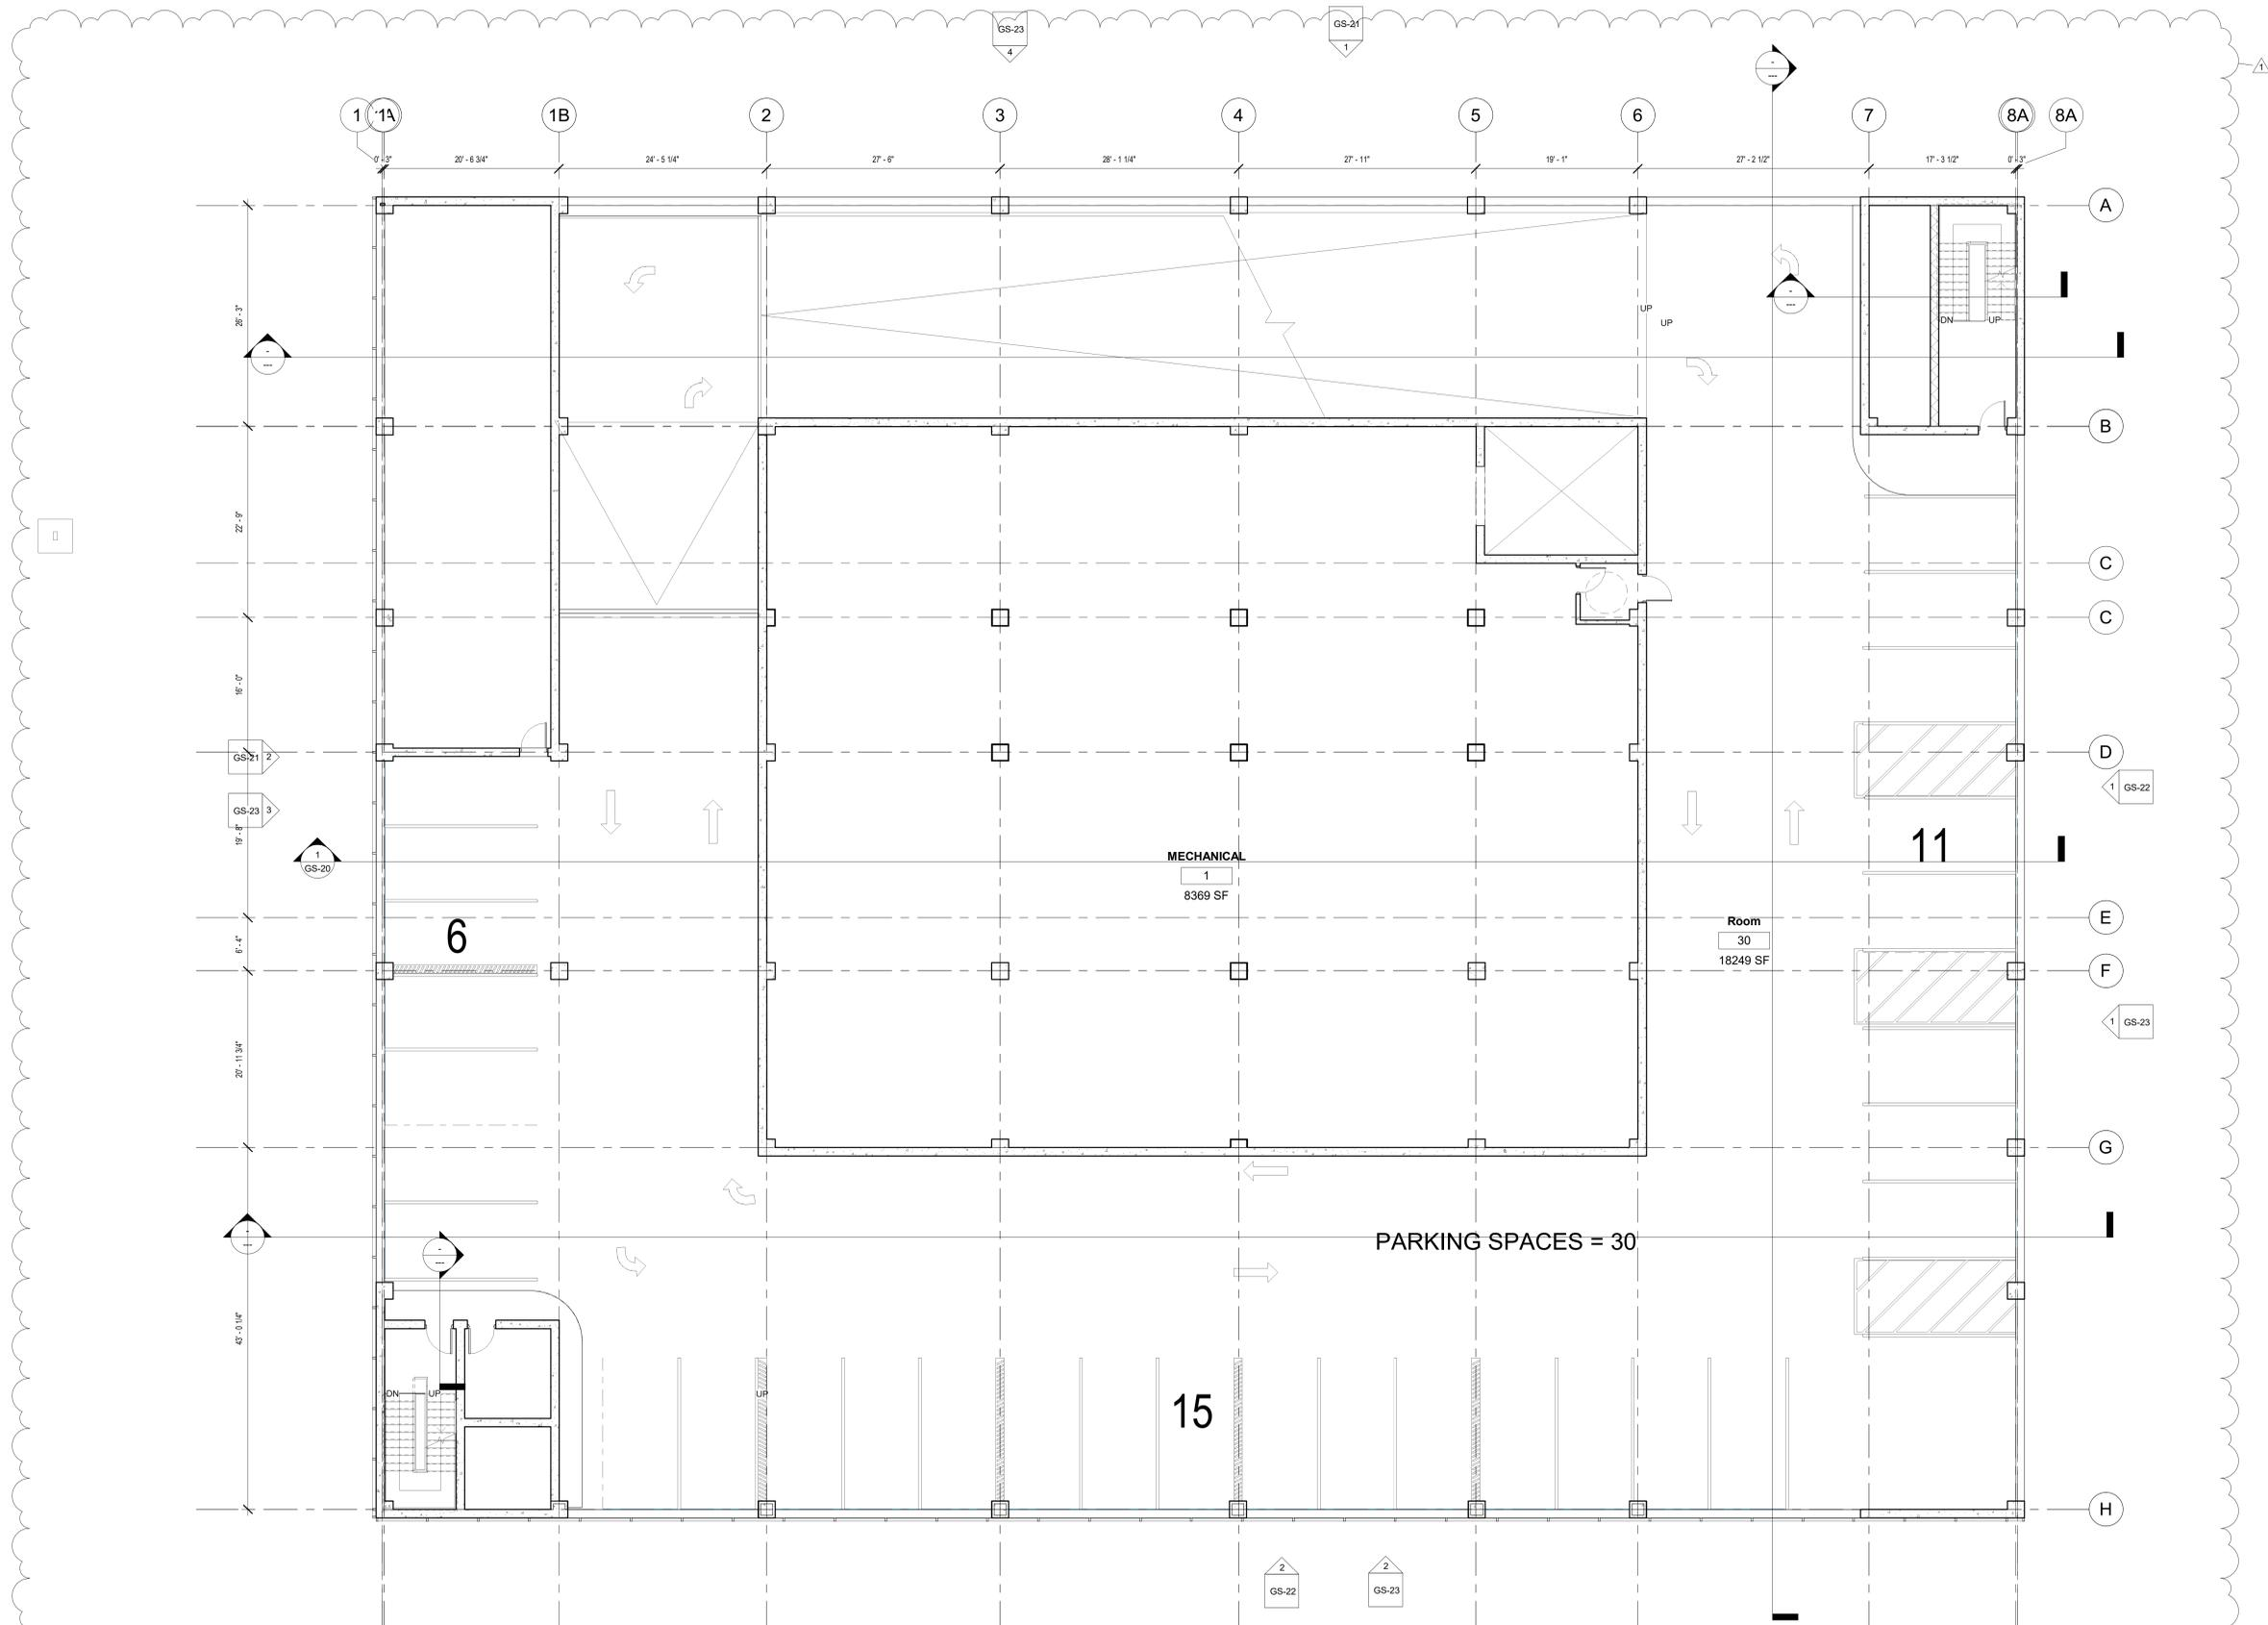 GS-23
4
GS-21
1
-
---
1
1
1A
1B
2
3
4
5
6
7
8A
8A
0' - 3"
20' - 6 3/4"
24' - 5 1/4"
27' - 6"
28' - 1 1/4"
27' - 11"
19' - 1"
27' - 2 1/2"
17' - 3 1/2"
0' - 3"
A
26' - 3"
-
---
UP
UP
DN
UP
-
---
B
22' - 9"
C
C
16' - 0"
D
GS-21
2
1
GS-22
GS-23
3
19' - 8"
1
GS-20
MECHANICAL
1
8369 SF
11
6
E
Room
30
18249 SF
6' - 4"
F
1
GS-23
20' - 11 3/4"
G
-
---
-
---
PARKING SPACES = 30
43' - 0 1/4"
DN
UP
UP
15
H
2
GS-22
2
GS-23